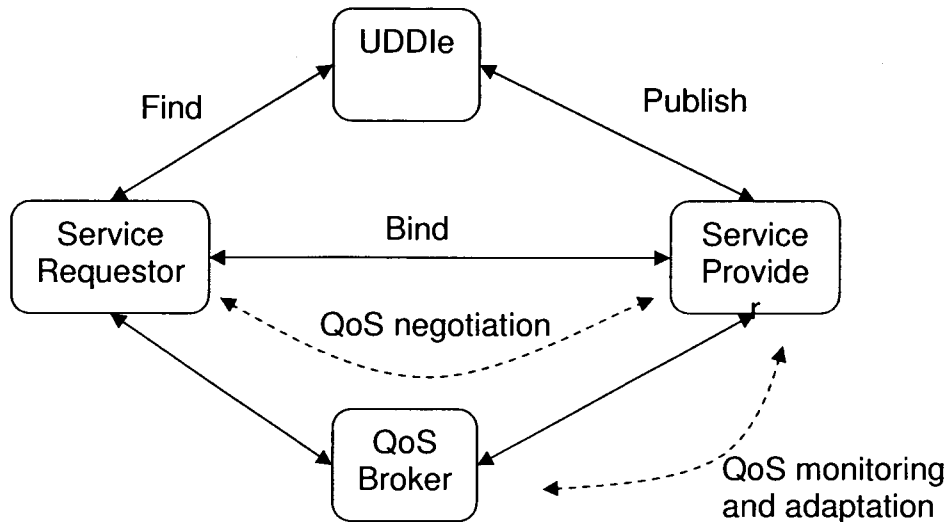 UDDIe
Find
Publish
Service
Requestor
Bind
Service
Provide
r
QoS negotiation
QoS
Broker
QoS monitoring
and adaptation